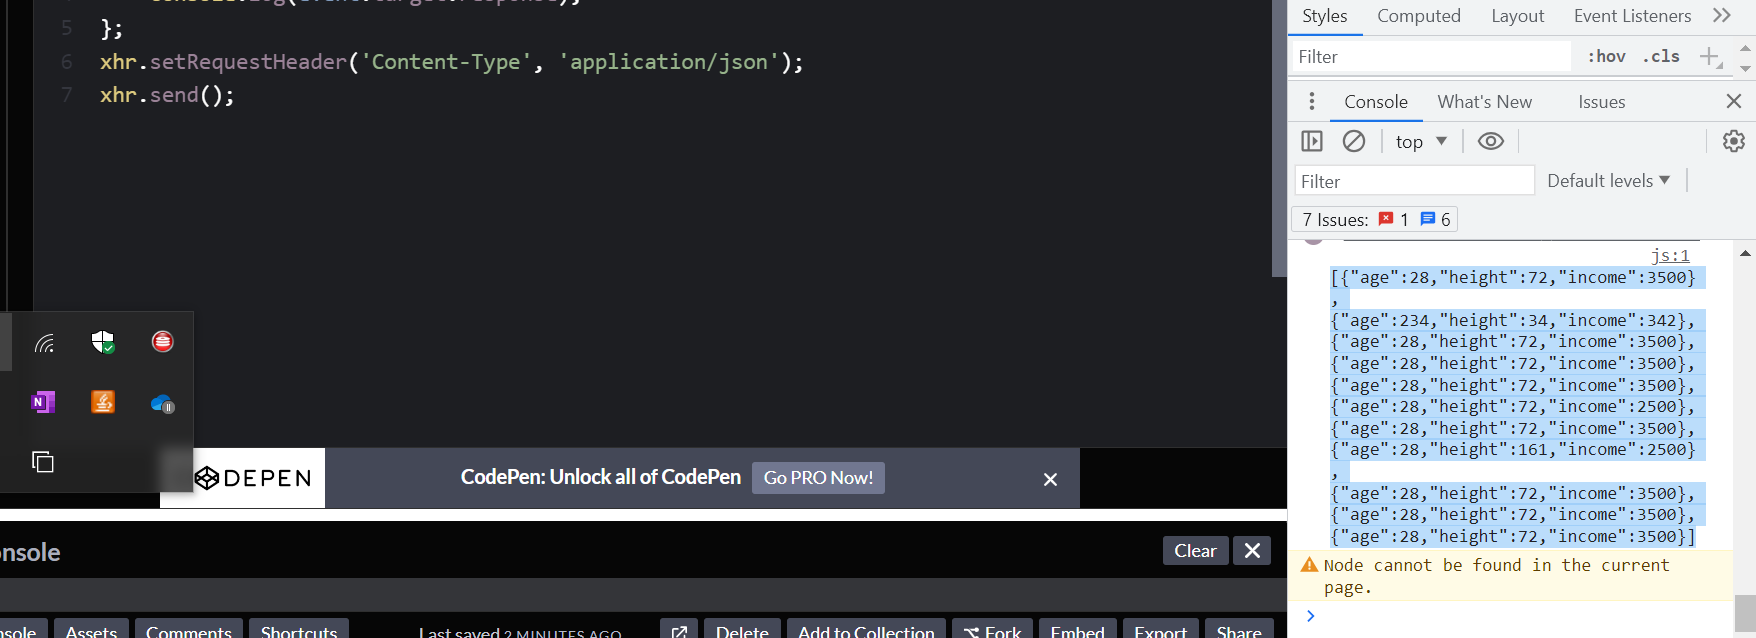 5 };
6 xhr.setRequestHeader('Content-Type', 'application/json');
7 xhr.send();
N
DEPEN
CodePen: Unlock all of CodePen Go PRO Now!
onsole
Clear
nsole Assets Comments Shortcuts Last saved 2 MINUTES AGO Delete Add to Collection Fork Embed Export Share
Styles Computed Layout Event Listeners
Filter :hov .cls
Console What's New Issues
top
Filter Default levels
7 Issues: 1 6
js:1
[{"age":28,"height":72,"income":3500}
,
{"age":234,"height":34,"income":342},
{"age":28,"height":72,"income":3500},
{"age":28,"height":72,"income":3500},
{"age":28,"height":72,"income":3500},
{"age":28,"height":72,"income":2500},
{"age":28,"height":72,"income":3500},
{"age":28,"height":161,"income":2500}
,
{"age":28,"height":72,"income":3500},
{"age":28,"height":72,"income":3500},
{"age":28,"height":72,"income":3500}]
Node cannot be found in the current
page.